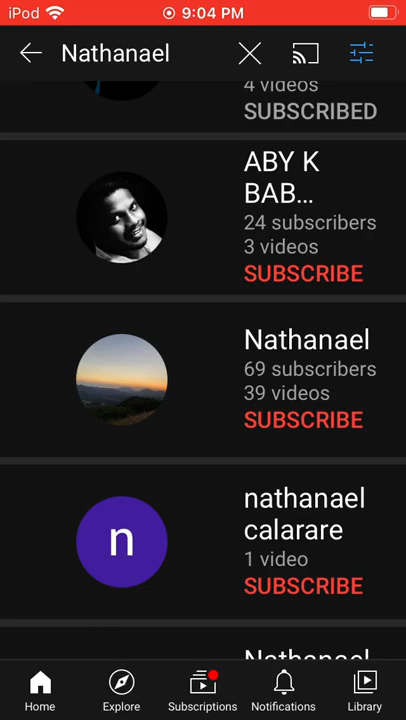 iPod 9:04 PM
Nathanael
4 videos
SUBSCRIBED
ABY K
BAB...
24 subscribers
3 videos
SUBSCRIBE
Nathanael
69 subscribers
39 videos
SUBSCRIBE
n
nathanael
calarare
1 video
SUBSCRIBE
Nathanael
Home Explore Subscriptions Notifications Library